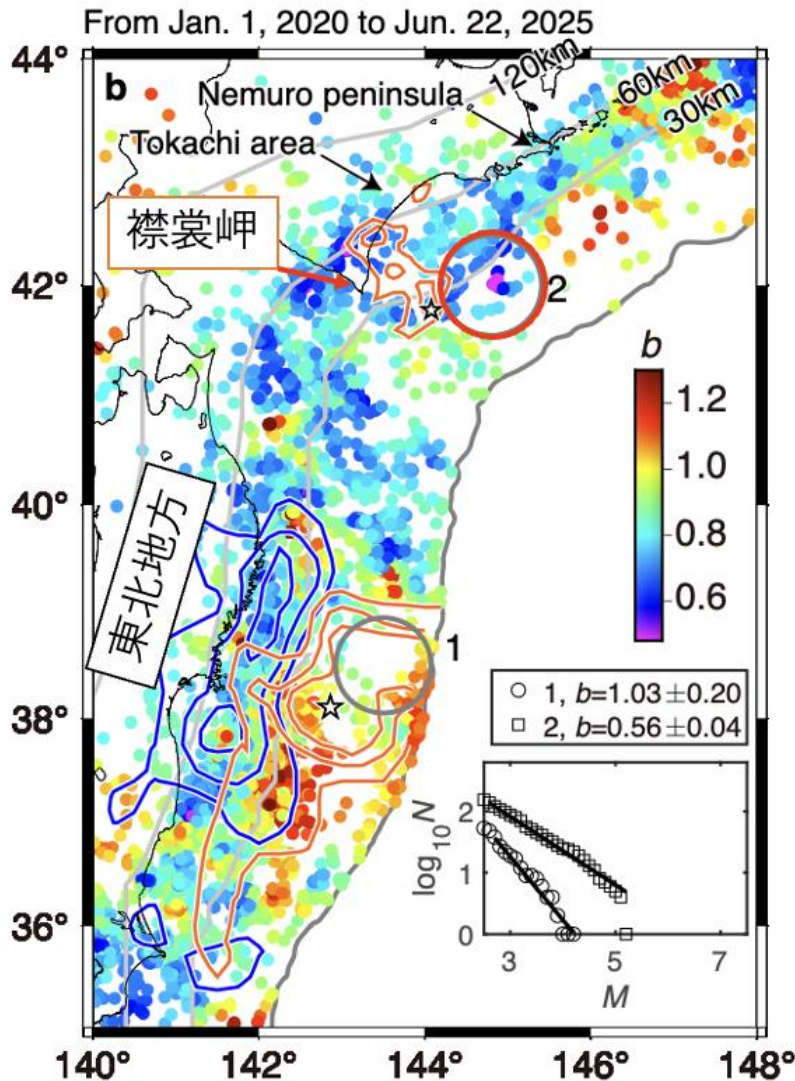 From Jan. 1, 2020 to Jun. 22, 2025
44°
b
120km
Nemuro peninsula
60km
30km
Tokachi area
襟裳岬
42°
2
b
1.2
1.0
0.8
0.6
40°
東北地方
1
38°
1, b=1.03±0.20
2, b=0.56±0.04
log₁₀N
2
1
0
3 5 7
M
36°
140° 142° 144° 146° 148°